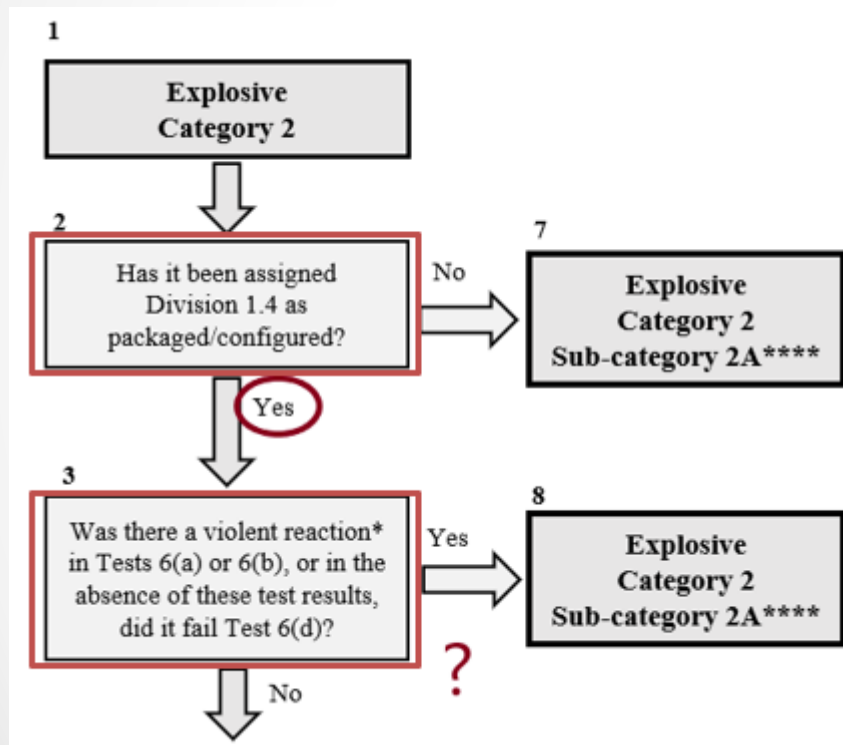 1
Explosive
Category 2
2
Has it been assigned
Division 1.4 as
packaged/configured?
No
7
Explosive
Category 2
Sub-category 2A****
Yes
3
Was there a violent reaction*
in Tests 6(a) or 6(b), or in the
absence of these test results,
did it fail Test 6(d)?
Yes
8
Explosive
Category 2
Sub-category 2A****
?
No